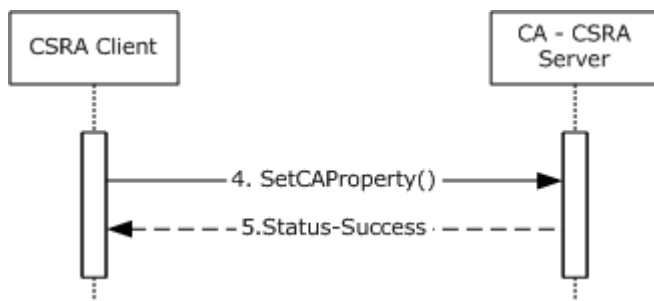 CSRA Client
CA - CSRA
Server
4. SetCAProperty()
5.Status-Success